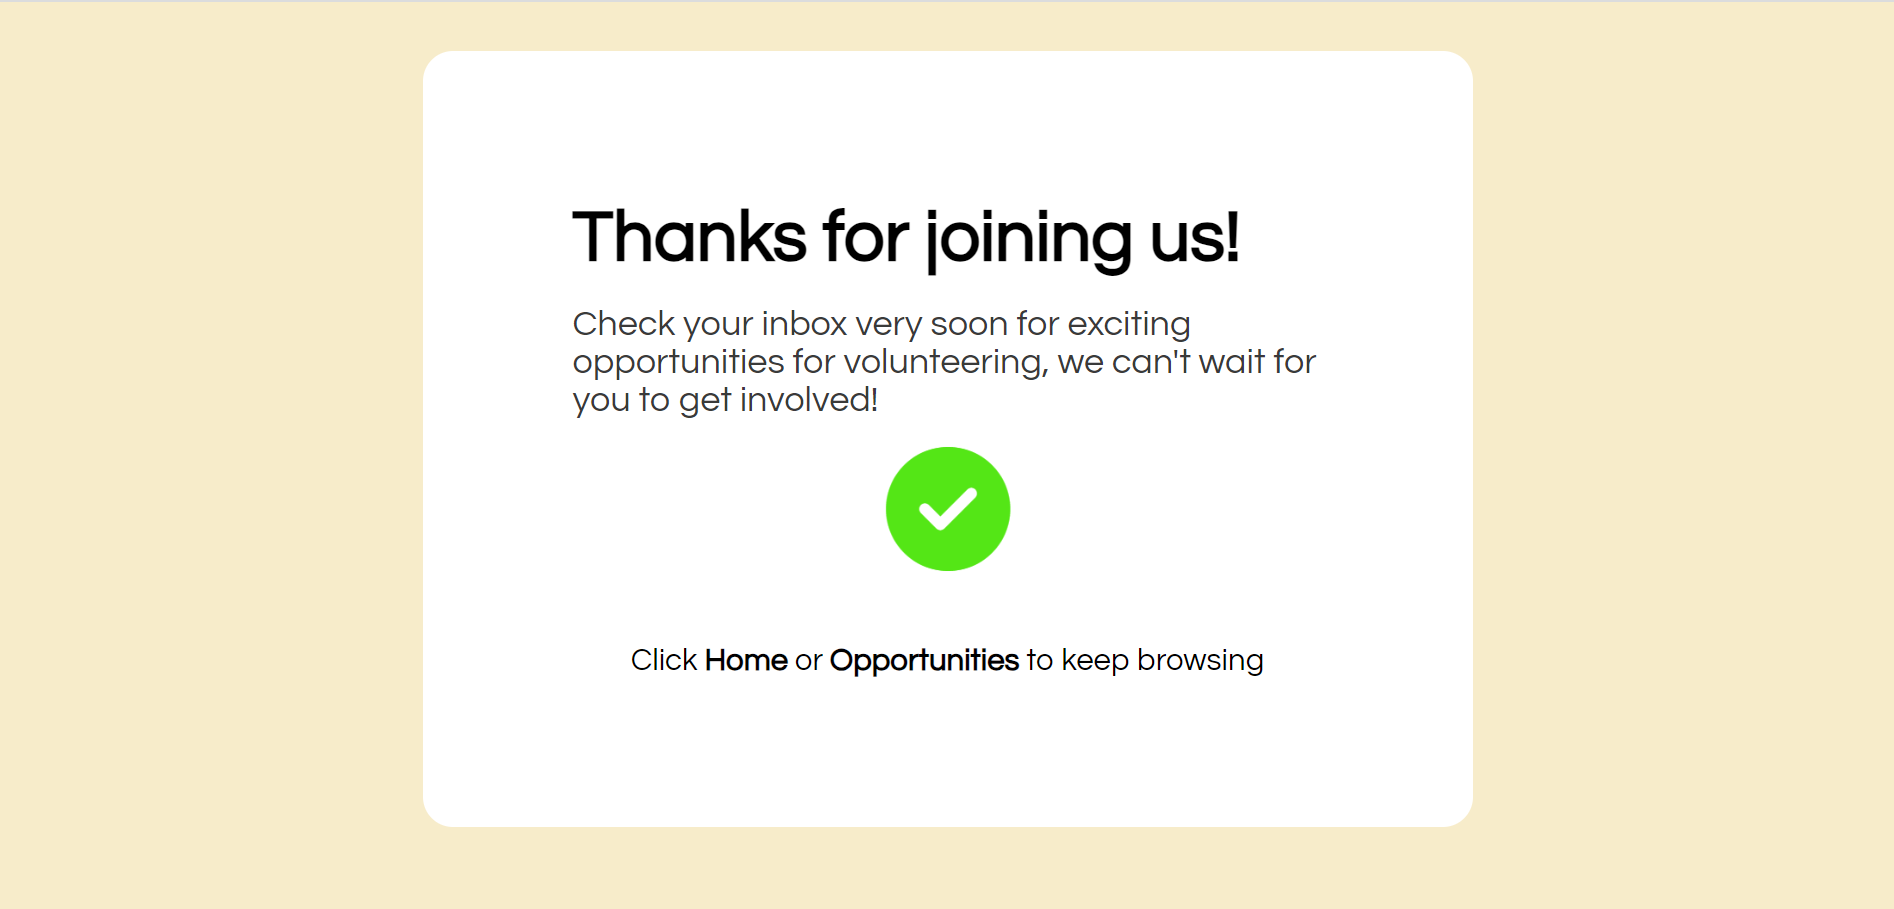 Thanks for joining us!
Check your inbox very soon for exciting
opportunities for volunteering, we can't wait for
you to get involved!
Click Home or Opportunities to keep browsing